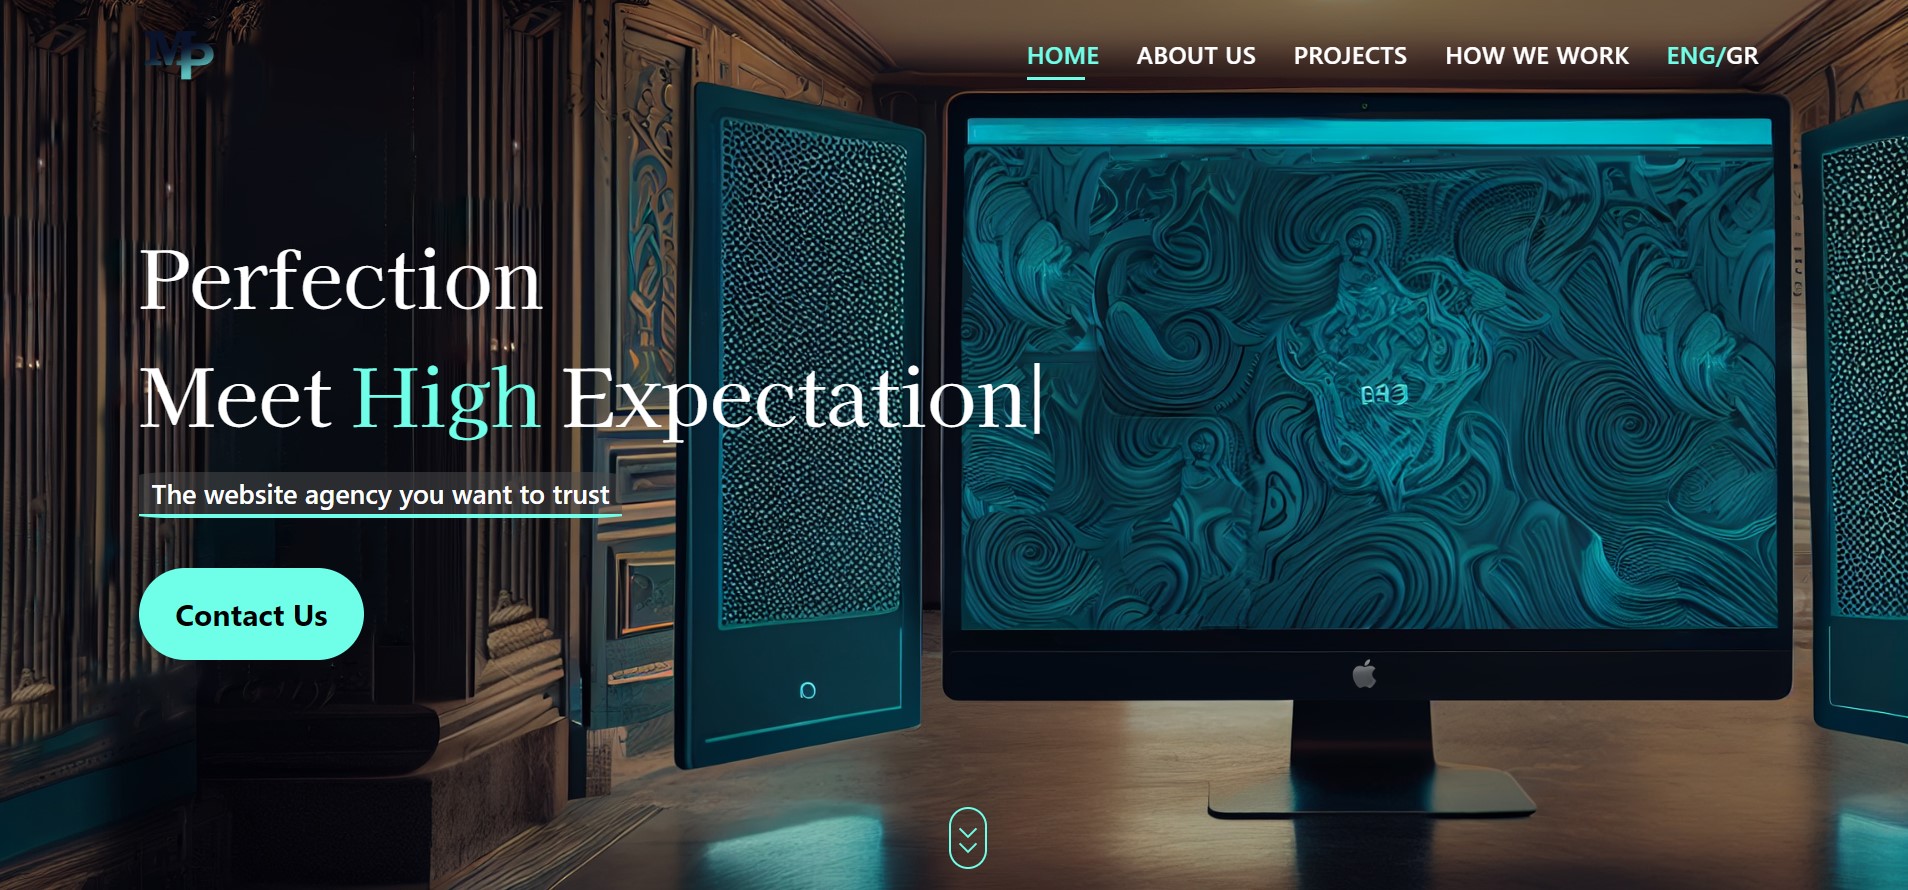 MP
HOME ABOUT US PROJECTS HOW WE WORK ENG/GR
Perfection
Meet High Expectation|
The website agency you want to trust
Contact Us